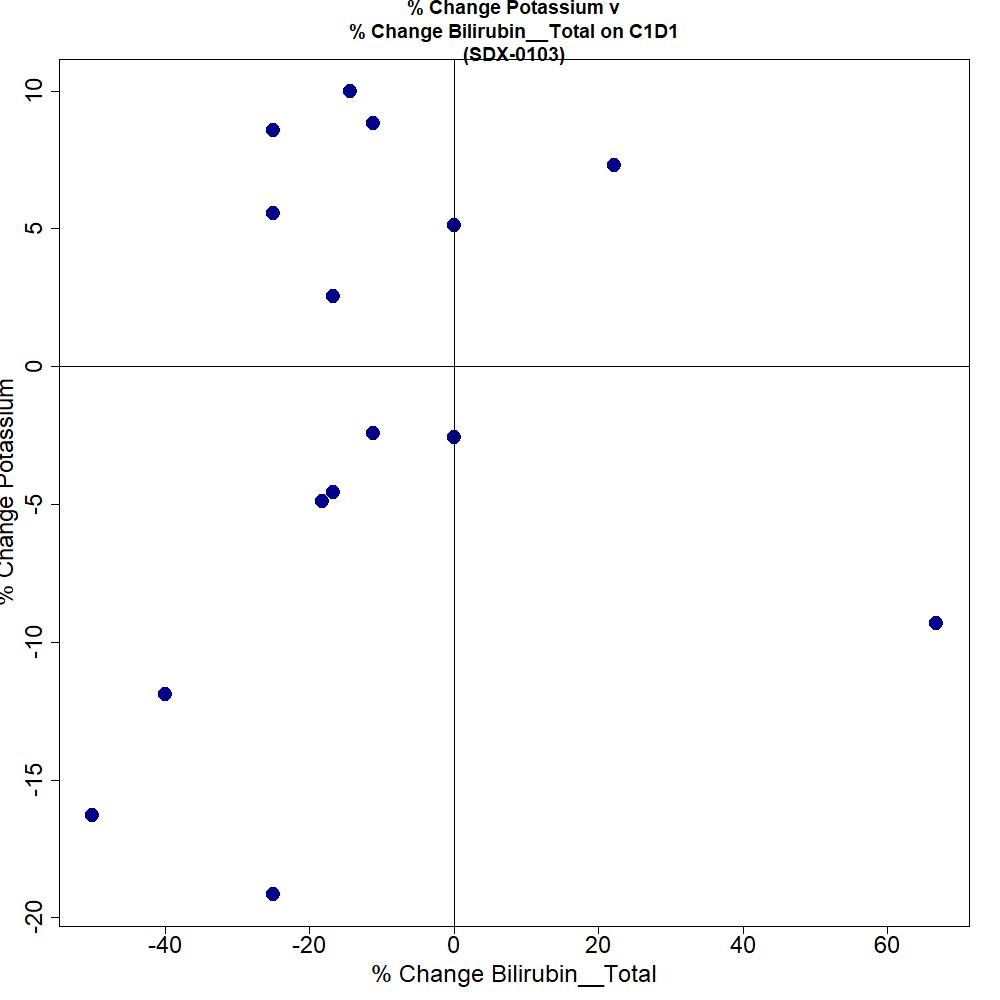 % Change Potassium v
% Change Bilirubin__Total on C1D1
(SDX-0103)
10
5
0
-5
-10
-15
-20
% Change Potassium
-40 -20 0 20 40 60
% Change Bilirubin__Total